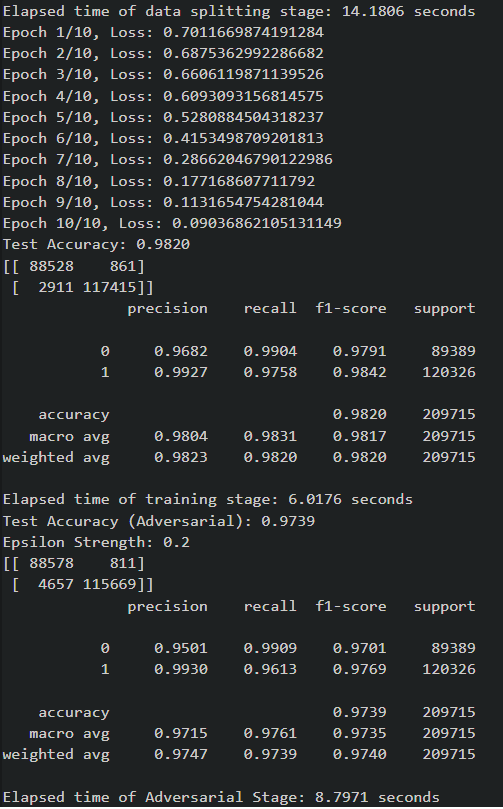 Elapsed time of data splitting stage: 14.1806 seconds
Epoch 1/10, Loss: 0.7011669874191284
Epoch 2/10, Loss: 0.6875362992286682
Epoch 3/10, Loss: 0.6606119871139526
Epoch 4/10, Loss: 0.6093093156814575
Epoch 5/10, Loss: 0.5280884504318237
Epoch 6/10, Loss: 0.4153498709201813
Epoch 7/10, Loss: 0.28662046790122986
Epoch 8/10, Loss: 0.177168607711792
Epoch 9/10, Loss: 0.1131654754281044
Epoch 10/10, Loss: 0.09036862105131149
Test Accuracy: 0.9820
[[ 88528    861]
 [  2911 117415]]
              precision    recall  f1-score   support

           0     0.9682    0.9904    0.9791     89389
           1     0.9927    0.9758    0.9842    120326

    accuracy                         0.9820    209715
   macro avg     0.9804    0.9831    0.9817    209715
weighted avg     0.9823    0.9820    0.9820    209715

Elapsed time of training stage: 6.0176 seconds
Test Accuracy (Adversarial): 0.9739
Epsilon Strength: 0.2
[[ 88578    811]
 [  4657 115669]]
              precision    recall  f1-score   support

           0     0.9501    0.9909    0.9701     89389
           1     0.9930    0.9613    0.9769    120326

    accuracy                         0.9739    209715
   macro avg     0.9715    0.9761    0.9735    209715
weighted avg     0.9747    0.9739    0.9740    209715

Elapsed time of Adversarial Stage: 8.7971 seconds